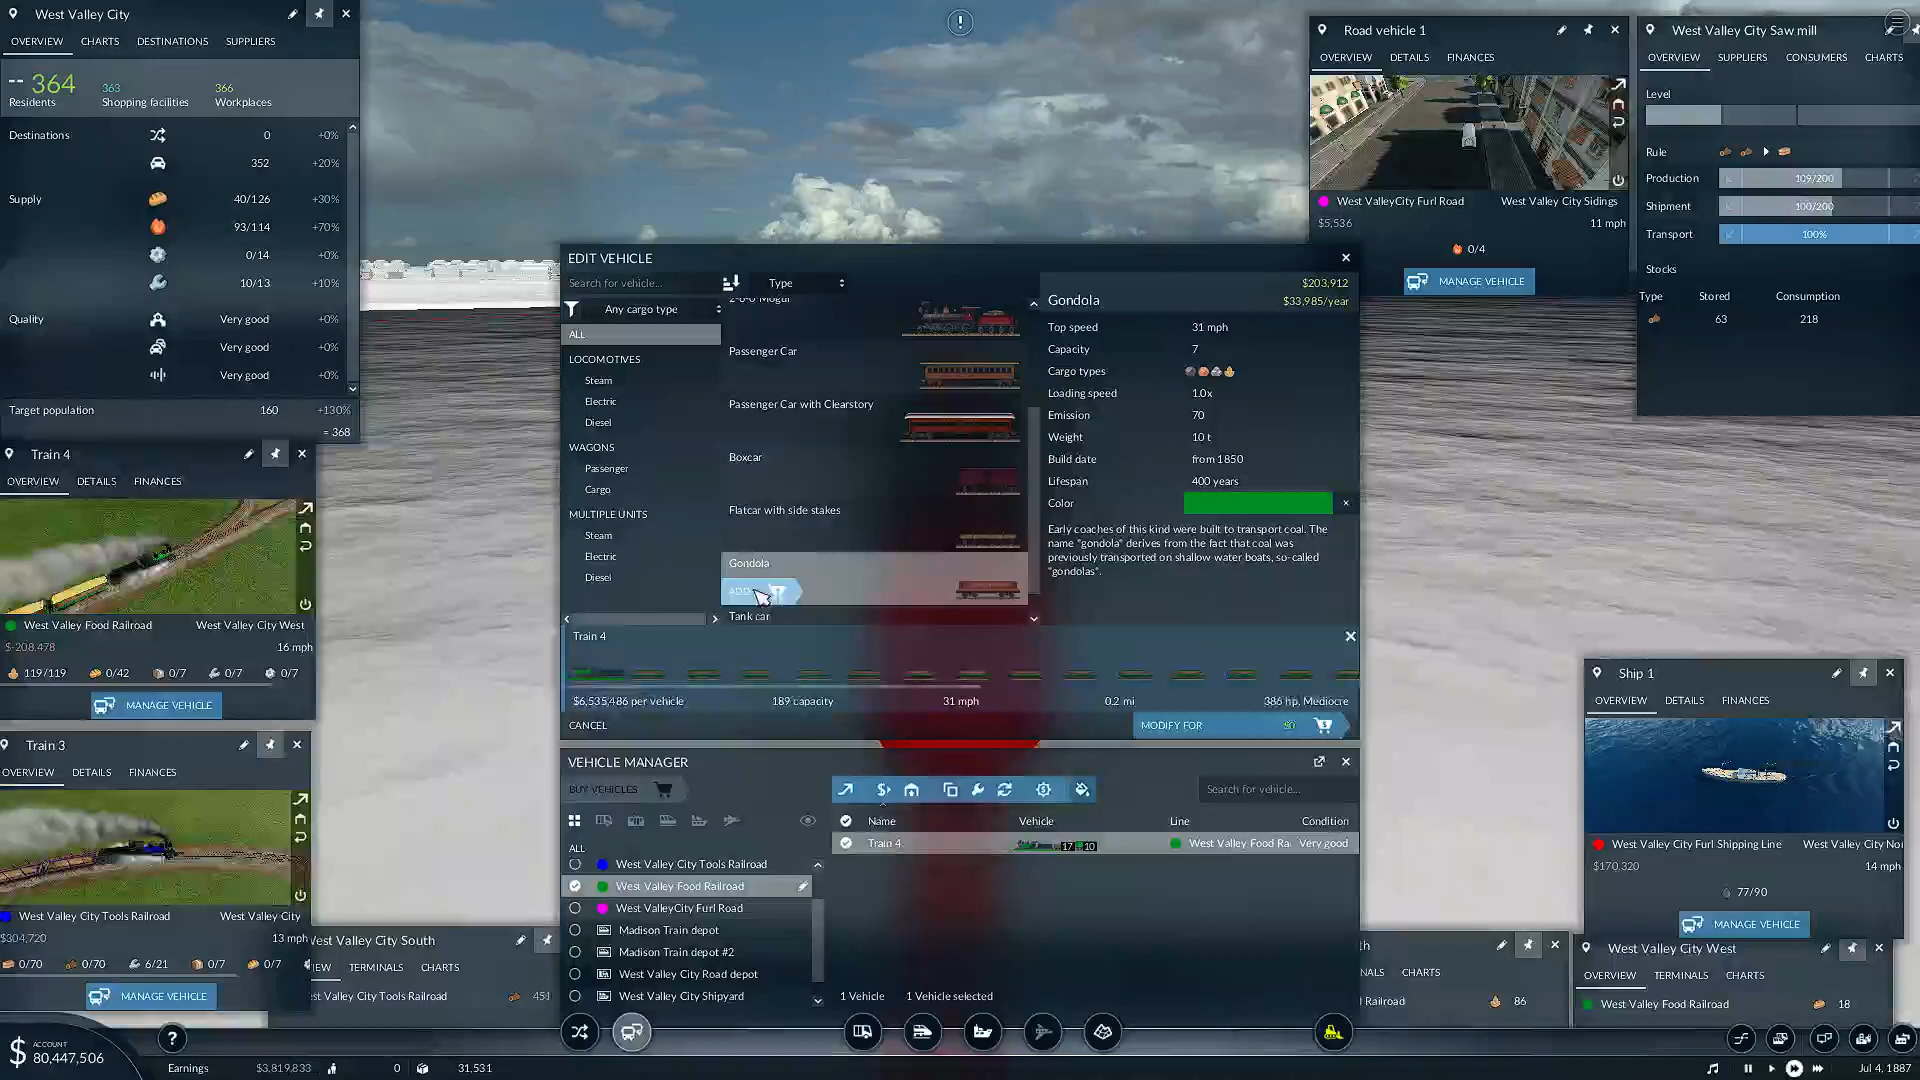 West Valley City
OVERVIEW CHARTS DESTINATIONS SUPPLIERS
-- 364 363 366
Residents Shopping facilities Workplaces
Destinations 0 +0%
352 +20%
Supply 40/126 +30%
93/114 +70%
0/14 +0%
10/13 +10%
Quality Very good +0%
Very good +0%
Very good +0%
Target population 160 +130%
= 368
Train 4
OVERVIEW DETAILS FINANCES
West Valley Food Railroad West Valley City West
$-208,478 16 mph
119/119 0/42 0/7 0/7 0/7
MANAGE VEHICLE
Train 3
OVERVIEW DETAILS FINANCES
West Valley City Tools Railroad West Valley City
$304,720 13 mph
0/70 0/70 6/21 0/7 0/7
MANAGE VEHICLE
West Valley City South
TERMINALS CHARTS
West Valley City Tools Railroad 451
EDIT VEHICLE
Search for vehicle... Type
Any cargo type
ALL
LOCOMOTIVES
Steam
Electric
Diesel
WAGONS
Passenger
Cargo
MULTIPLE UNITS
Steam
Electric
Diesel
2-6-0 Mogul
Passenger Car
Passenger Car with Clearstory
Boxcar
Flatcar with side stakes
Gondola
ADD
Tank car
$203,912
Gondola $33,985/year
Top speed 31 mph
Capacity 7
Cargo types
Loading speed 1.0x
Emission 70
Weight 10 t
Build date from 1850
Lifespan 400 years
Color
Early coaches of this kind were built to transport coal. The
name "gondola" derives from the fact that coal was
previously transported on shallow water boats, so-called
"gondolas".
Train 4
$6,535,486 per vehicle 189 capacity 31 mph 0.2 mi 386 hp, Mediocre
CANCEL MODIFY FOR $0
VEHICLE MANAGER
BUY VEHICLES Search for vehicle...
Name Vehicle Line Condition
Train 4 17 10 West Valley Food Ra Very good
ALL
West Valley City Tools Railroad
West Valley Food Railroad
West ValleyCity Furl Road
Madison Train depot
Madison Train depot #2
West Valley City Road depot
West Valley City Shipyard
1 Vehicle 1 Vehicle selected
Road vehicle 1
OVERVIEW DETAILS FINANCES
West ValleyCity Furl Road West Valley City Sidings
$5,536 11 mph
0/4
MANAGE VEHICLE
West Valley City Saw mill
OVERVIEW SUPPLIERS CONSUMERS CHARTS
Level
Rule
Production 109/200
Shipment 100/200
Transport 100%
Stocks
Type Stored Consumption
63 218
Ship 1
OVERVIEW DETAILS FINANCES
West Valley City Furl Shipping Line West Valley City No
$170,320 14 mph
77/90
MANAGE VEHICLE
CHARTS
Railroad 86
West Valley City West
OVERVIEW TERMINALS CHARTS
West Valley Food Railroad 18
$ ACCOUNT
80,447,506
?
Earnings $3,819,833 0 31,531
Jul 4, 1887